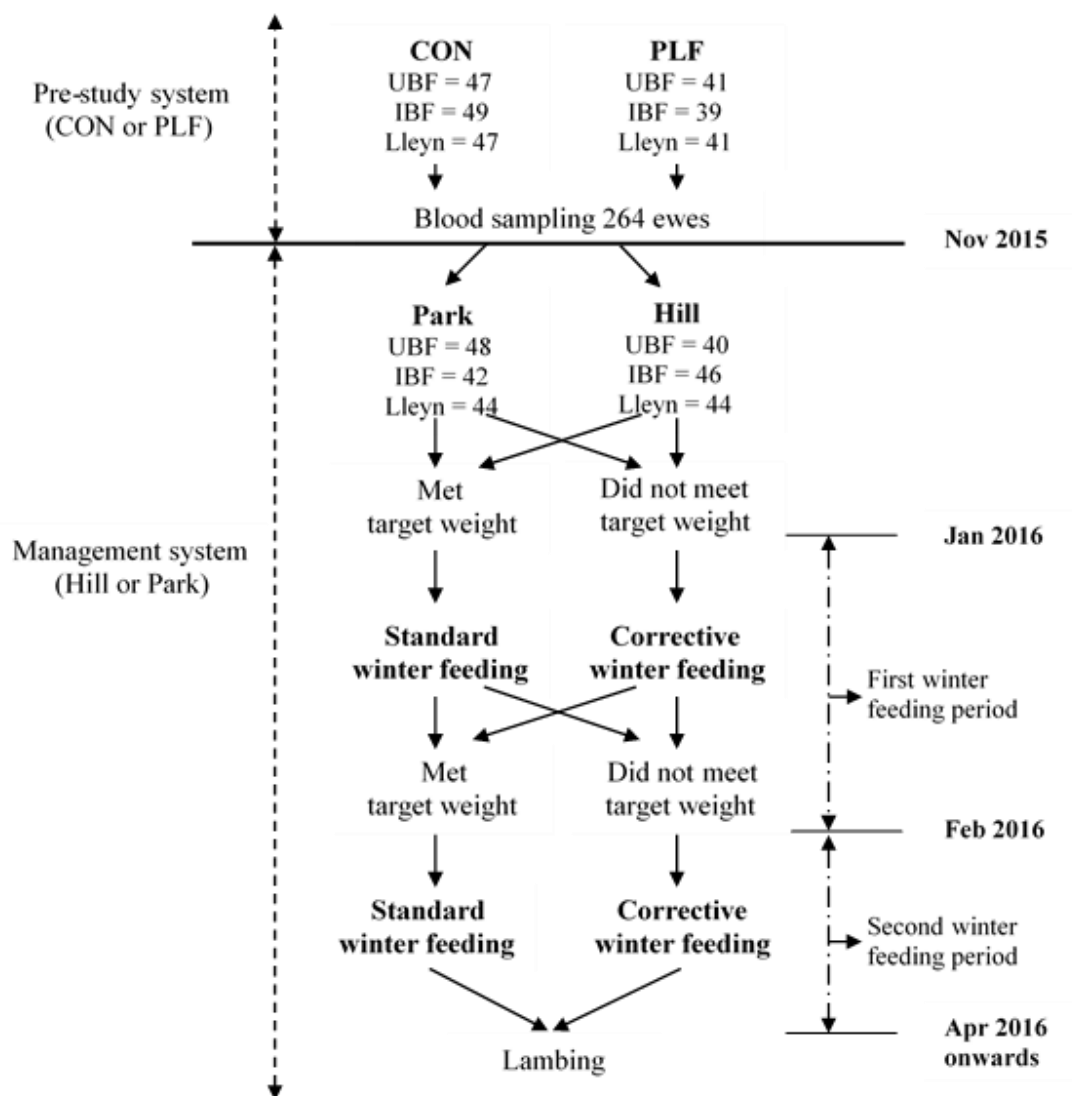 Pre-study system
(CON or PLF)
CON
UBF = 47
IBF = 49
Lleyn = 47
PLF
UBF = 41
IBF = 39
Lleyn = 41
Blood sampling 264 ewes
Nov 2015
Management system
(Hill or Park)
Park
UBF = 48
IBF = 42
Lleyn = 44
Hill
UBF = 40
IBF = 46
Lleyn = 44
Met
target weight
Did not meet
target weight
Jan 2016
Standard
winter feeding
Corrective
winter feeding
First winter
feeding period
Met
target weight
Did not meet
target weight
Feb 2016
Standard
winter feeding
Corrective
winter feeding
Second winter
feeding period
Lambing
Apr 2016
onwards